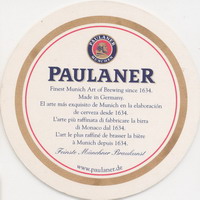 PAULANER
MÜNCHEN
PAULANER
Finest Munich Art of Brewing since 1634.
Made in Germany.
El arte más exquisito de Munich en la elaboración
de cerveza desde 1634.
L'arte più raffinata di fabbricare la birra
di Monaco dal 1634.
L'art le plus raffiné de brasser la bière
à Munich depuis 1634.
Feinste Münchner Braukunst
www.paulaner.de